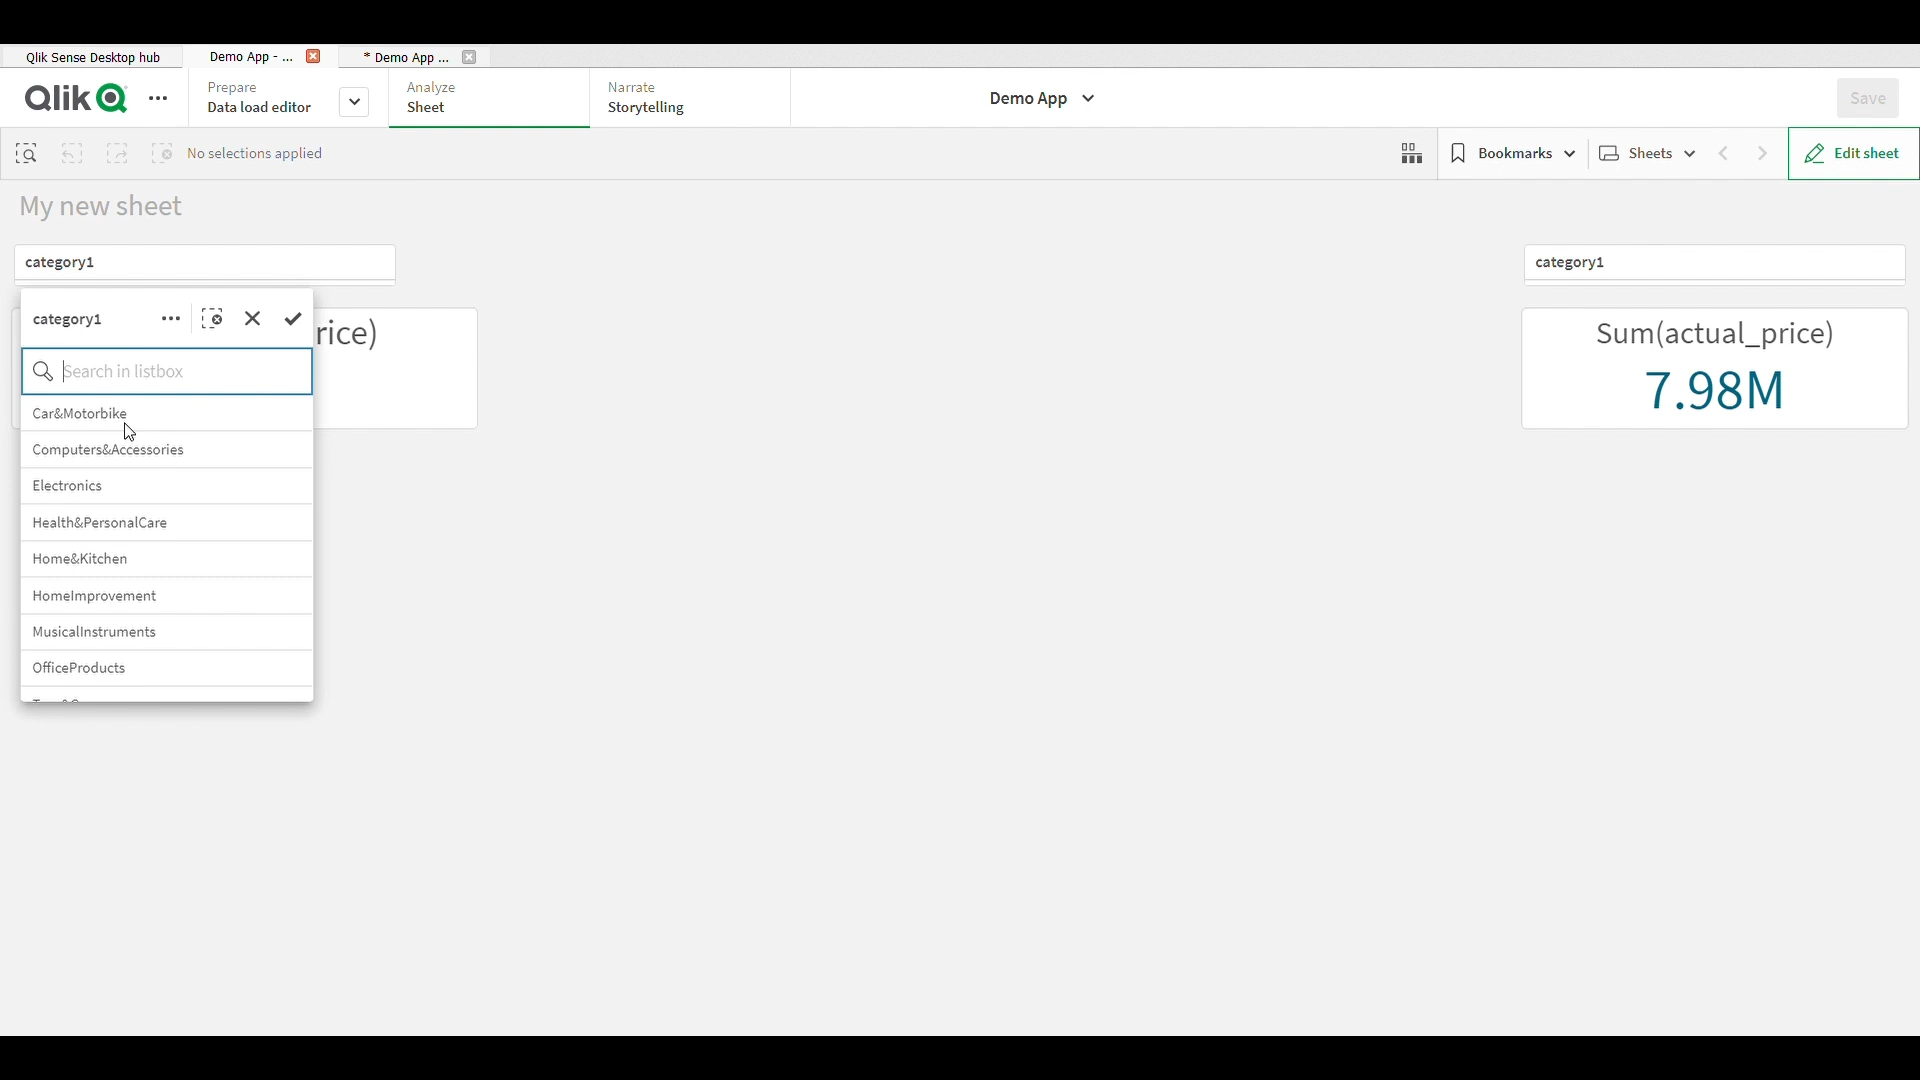 Qlik Sense Desktop hub
Demo App - ...
* Demo App ...
Qlik
Prepare
Data load editor
Analyze
Sheet
Narrate
Storytelling
Demo App
Save
No selections applied
Bookmarks
Sheets
Edit sheet
My new sheet
category1
category1
category1
rice)
Sum(actual_price)
7.98M
Search in listbox
Car&Motorbike
Computers&Accessories
Electronics
Health&PersonalCare
Home&Kitchen
HomeImprovement
MusicalInstruments
OfficeProducts